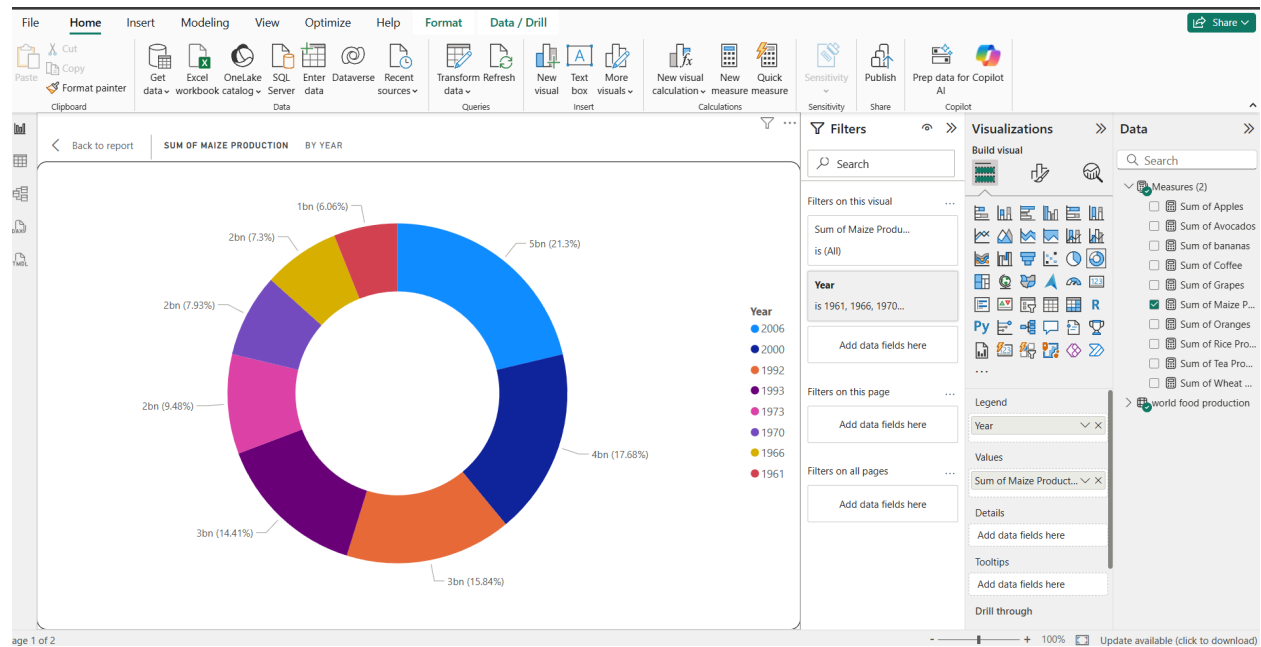 File Home Insert Modeling View Optimize Help Format Data / Drill Share
Paste
Cut
Copy
Format painter
Clipboard
Get data
Excel workbook
OneLake catalog
SQL Server
Enter data
Dataverse
Recent sources
Data
Transform data
Refresh
Queries
New visual
Text box
More visuals
Insert
New visual calculation
New measure
Quick measure
Calculations
Sensitivity
Sensitivity
Publish
Share
Prep data for AI
Copilot
Copilot
Back to report
SUM OF MAIZE PRODUCTION BY YEAR
1bn (6.06%)
2bn (7.3%)
2bn (7.93%)
2bn (9.48%)
3bn (14.41%)
3bn (15.84%)
4bn (17.68%)
5bn (21.3%)
Year
2006
2000
1992
1993
1973
1970
1966
1961
Filters
Search
Filters on this visual ...
Sum of Maize Produ...
is (All)
Year
is 1961, 1966, 1970...
Add data fields here
Filters on this page ...
Add data fields here
Filters on all pages ...
Add data fields here
Visualizations
Build visual
123
R
Py
...
Legend
Year
Values
Sum of Maize Product...
Details
Add data fields here
Tooltips
Add data fields here
Drill through
Data
Search
Measures (2)
Sum of Apples
Sum of Avocados
Sum of bananas
Sum of Coffee
Sum of Grapes
Sum of Maize P...
Sum of Oranges
Sum of Rice Pro...
Sum of Tea Pro...
Sum of Wheat ...
world food production
age 1 of 2
- + 100%
Update available (click to download)